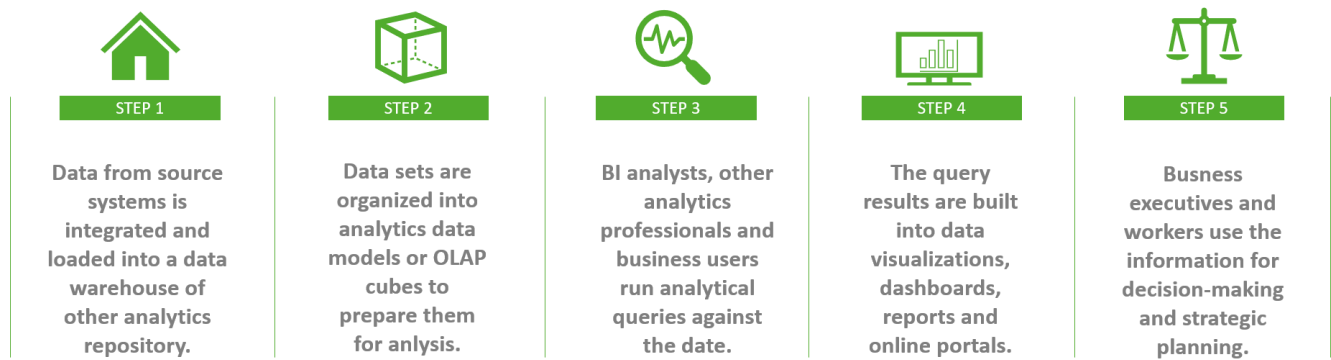 STEP 1
Data from source
systems is
integrated and
loaded into a data
warehouse of
other analytics
repository.
STEP 2
Data sets are
organized into
analytics data
models or OLAP
cubes to
prepare them
for anlysis.
STEP 3
BI analysts, other
analytics
professionals and
business users
run analytical
queries against
the date.
STEP 4
The query
results are built
into data
visualizations,
dashboards,
reports and
online portals.
STEP 5
Busness
executives and
workers use the
information for
decision-making
and strategic
planning.